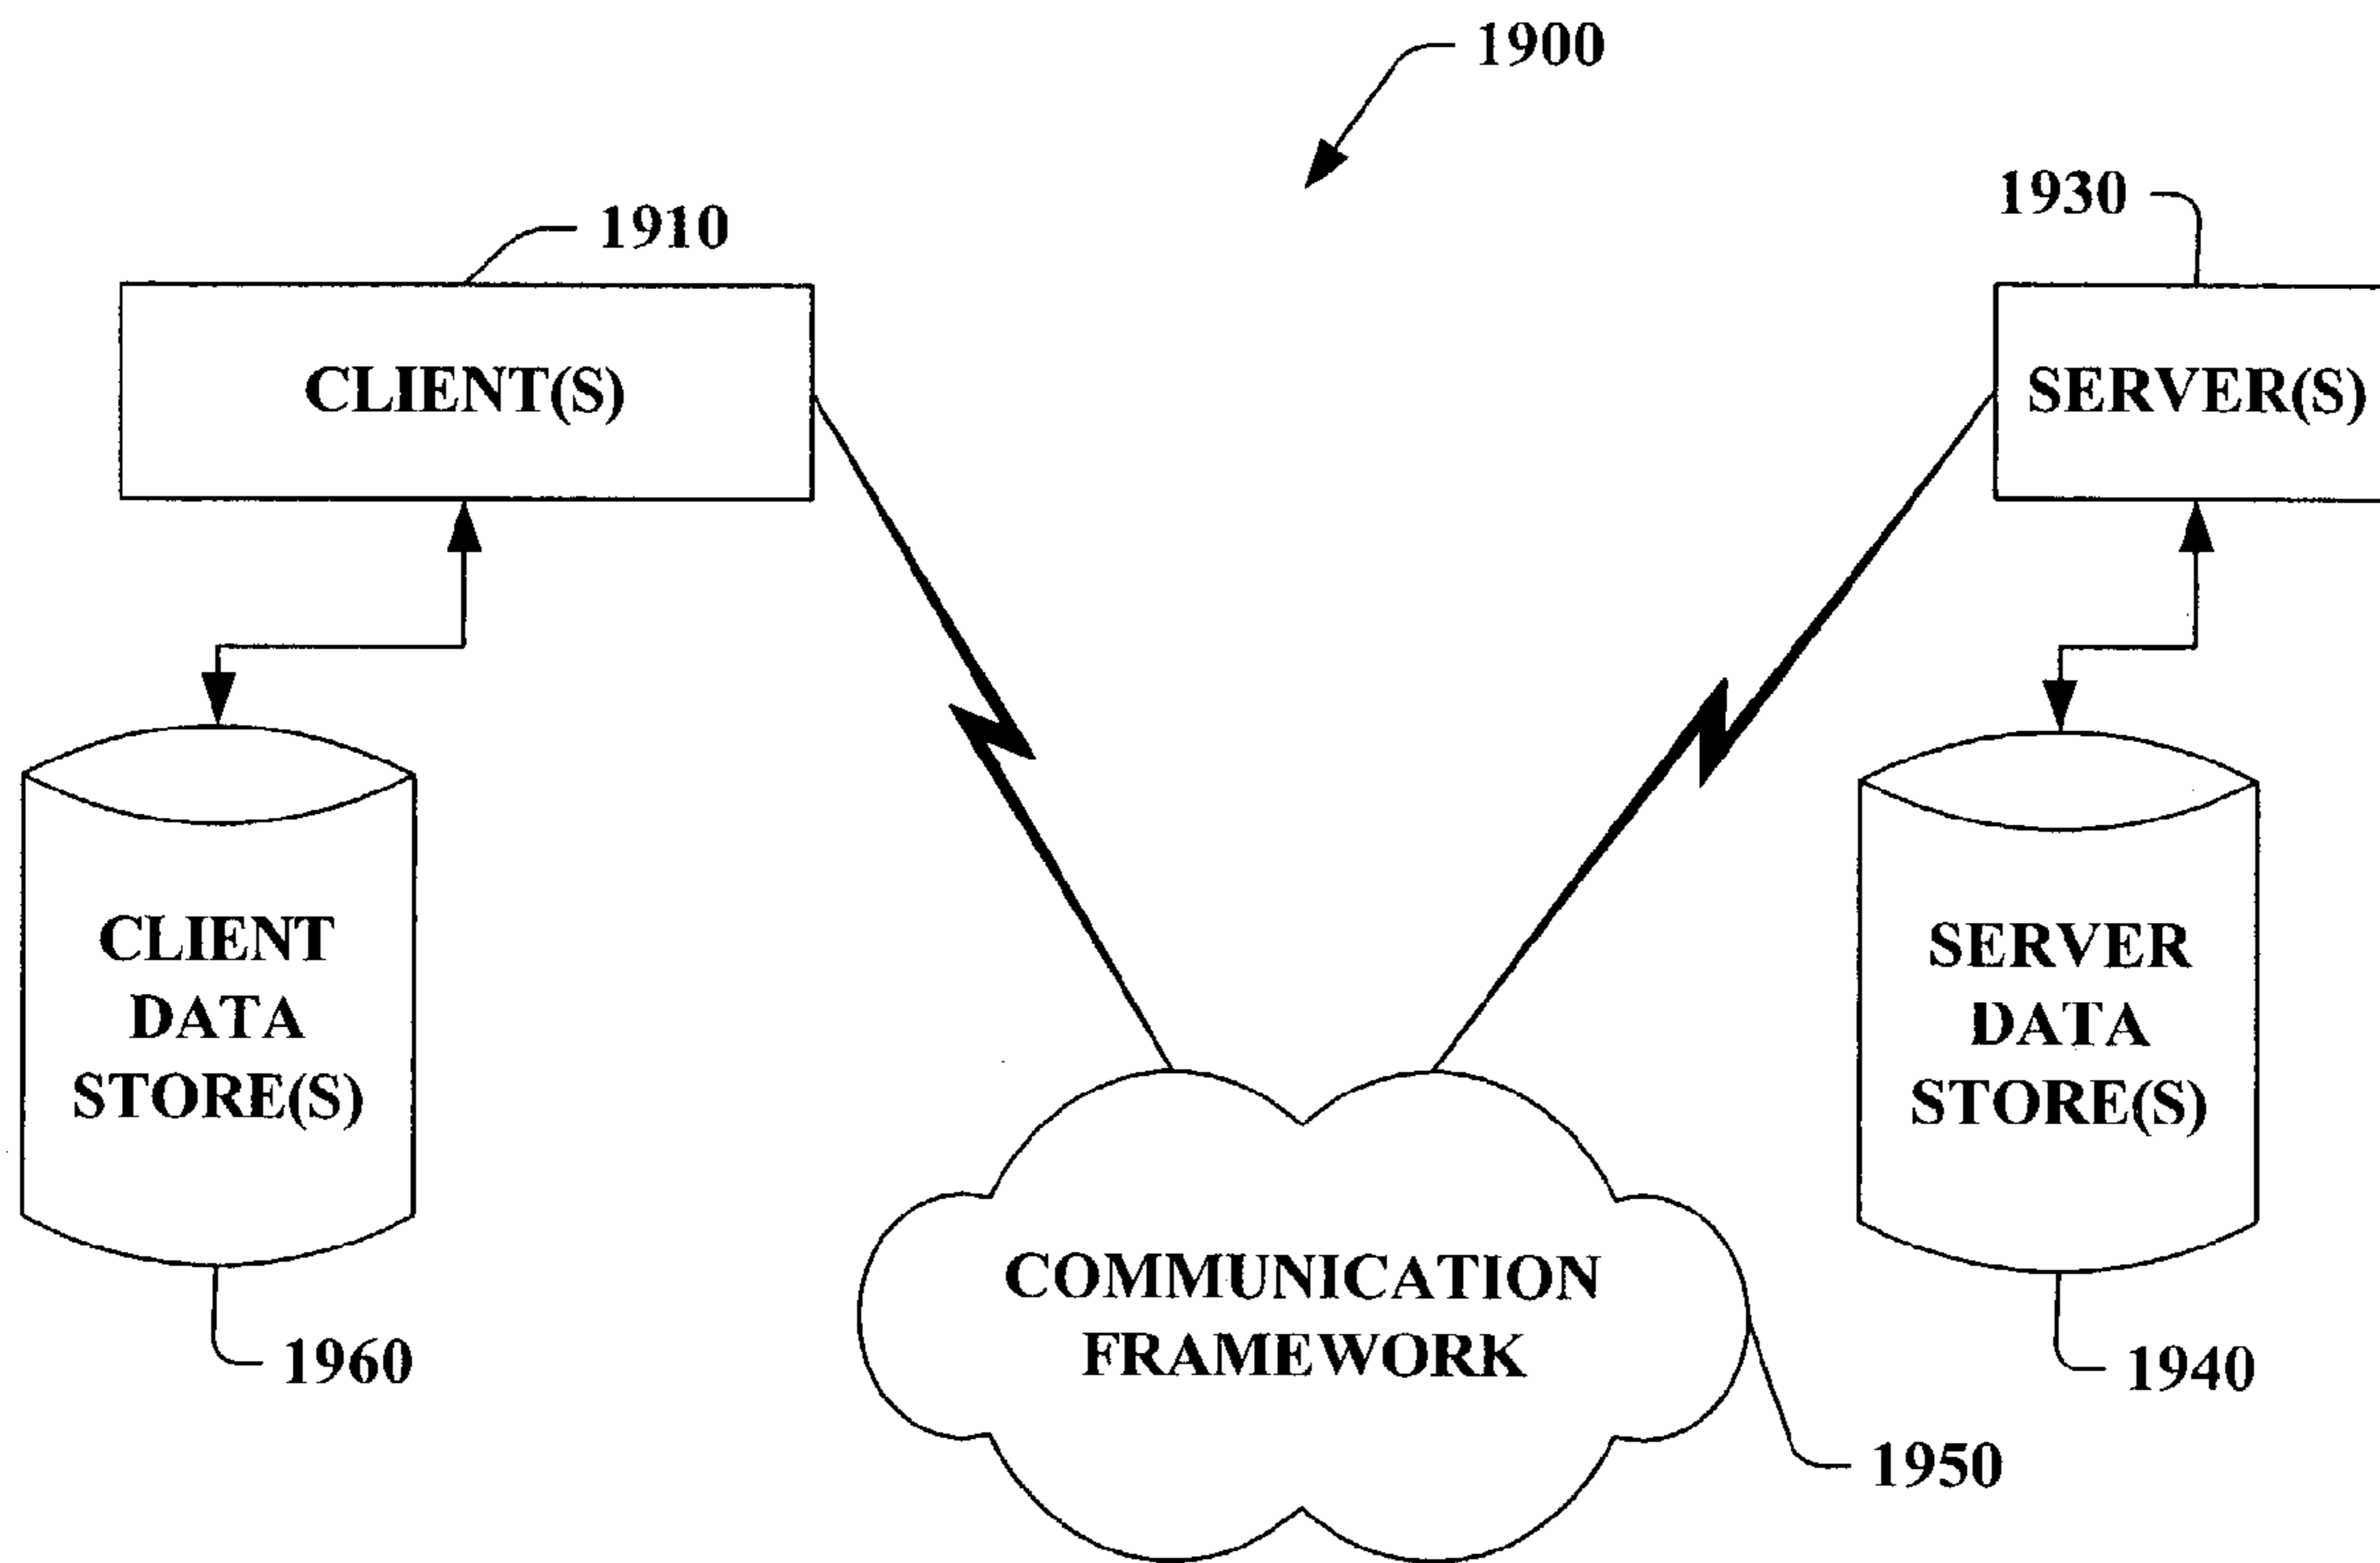 1900
1910
1930
CLIENT(S)
SERVER(S)
CLIENT
DATA
STORE(S)
SERVER
DATA
STORE(S)
COMMUNICATION
FRAMEWORK
1960
1940
1950